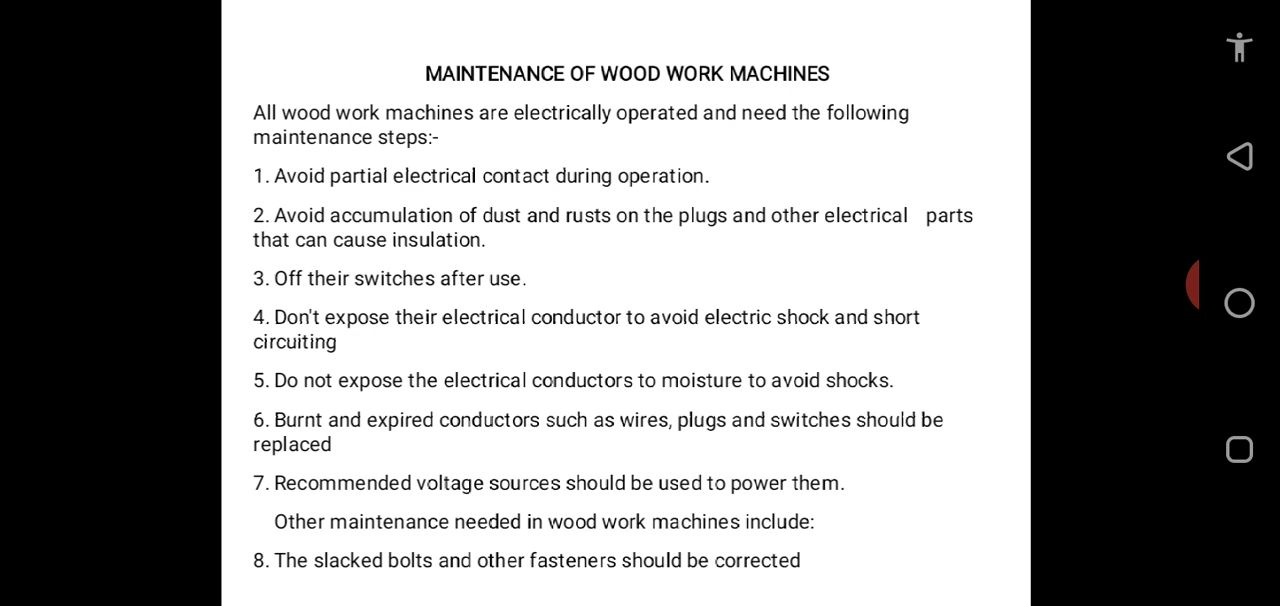 MAINTENANCE OF WOOD WORK MACHINES
All wood work machines are electrically operated and need the following
maintenance steps:-
1. Avoid partial electrical contact during operation.
2. Avoid accumulation of dust and rusts on the plugs and other electrical parts
that can cause insulation.
3. Off their switches after use.
4. Don't expose their electrical conductor to avoid electric shock and short
circuiting
5. Do not expose the electrical conductors to moisture to avoid shocks.
6. Burnt and expired conductors such as wires, plugs and switches should be
replaced
7. Recommended voltage sources should be used to power them.
Other maintenance needed in wood work machines include:
8. The slacked bolts and other fasteners should be corrected